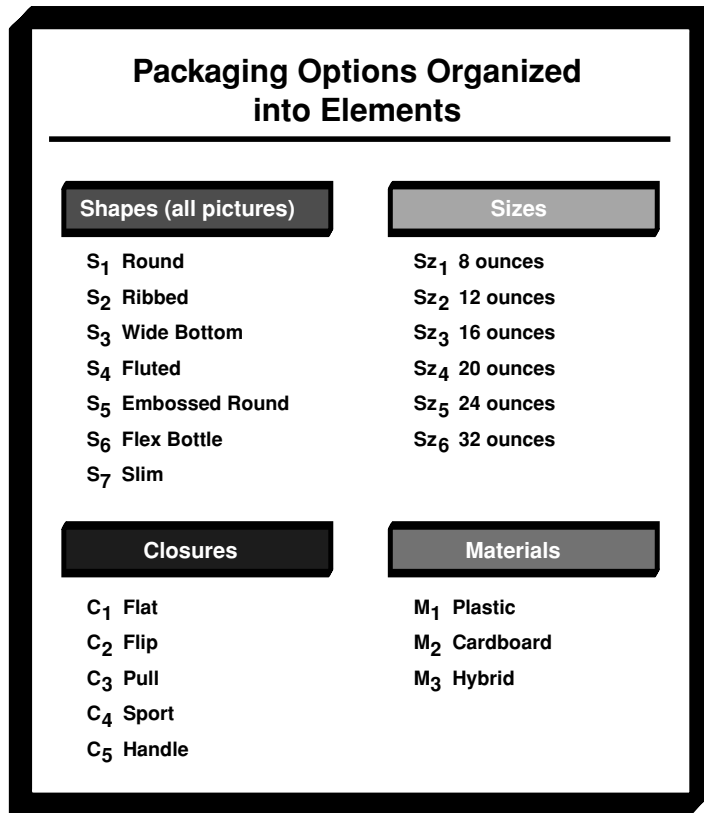 Packaging Options Organized
into Elements
Shapes (all pictures)
S1 Round
S2 Ribbed
S3 Wide Bottom
S4 Fluted
S5 Embossed Round
S6 Flex Bottle
S7 Slim
Sizes
Sz1 8 ounces
Sz2 12 ounces
Sz3 16 ounces
Sz4 20 ounces
Sz5 24 ounces
Sz6 32 ounces
Closures
C1 Flat
C2 Flip
C3 Pull
C4 Sport
C5 Handle
Materials
M1 Plastic
M2 Cardboard
M3 Hybrid